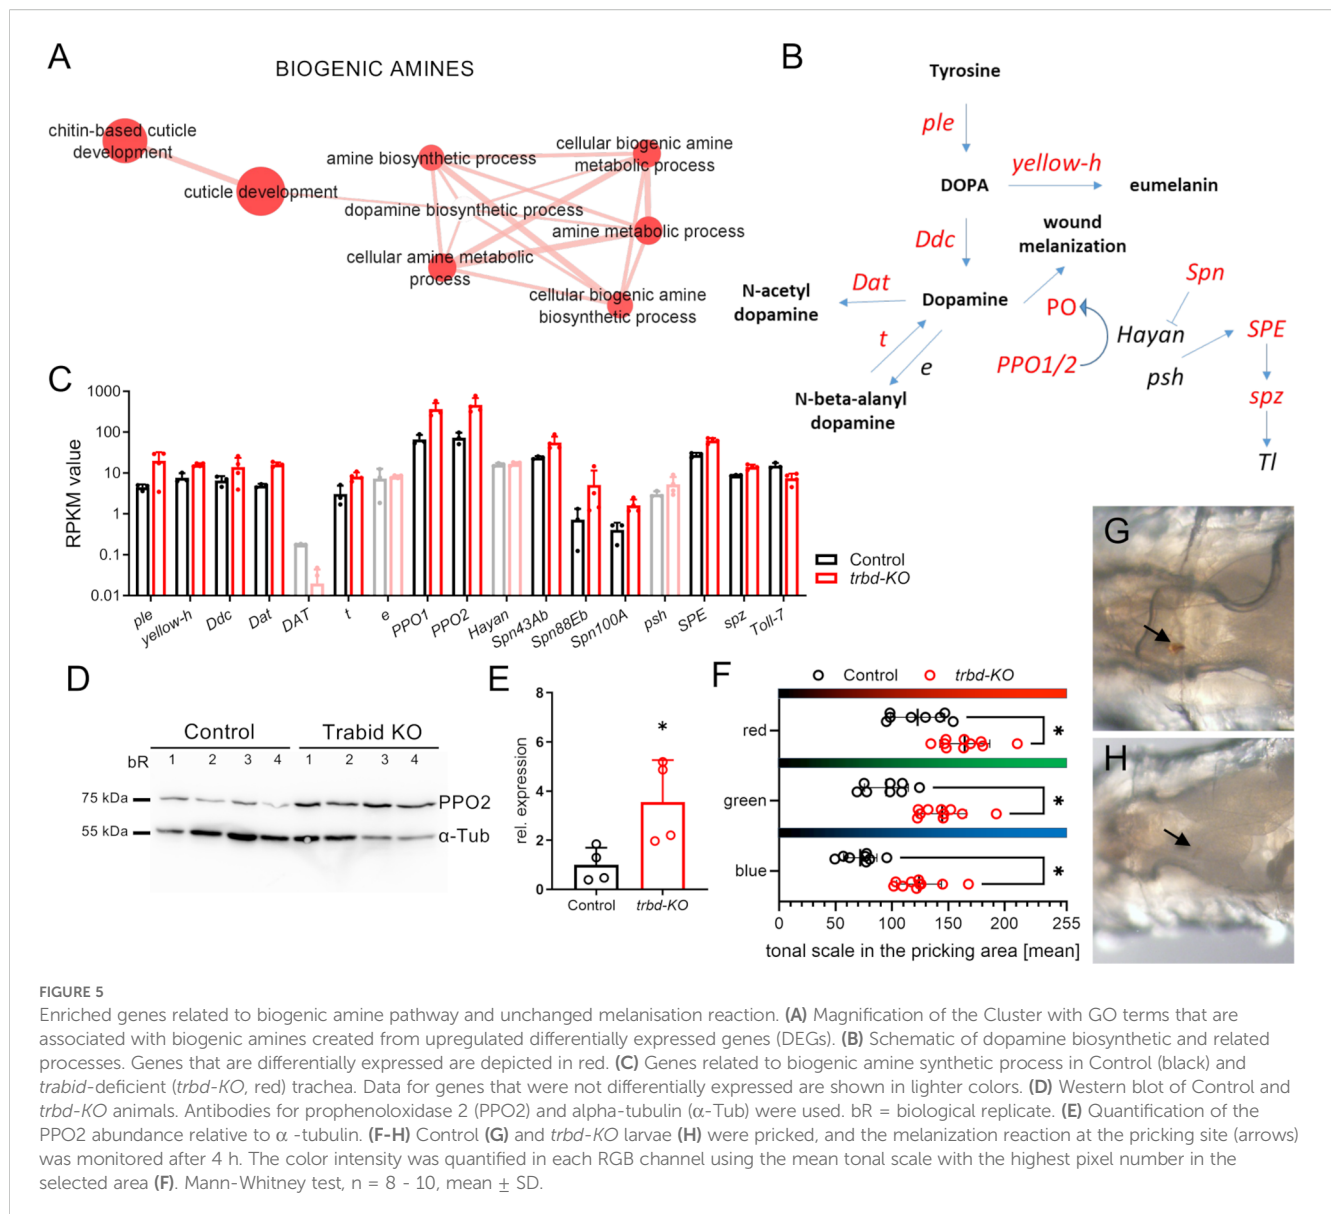 A
BIOGENIC AMINES
chitin-based cuticle
development
cuticle development
amine biosynthetic process
cellular biogenic amine
metabolic process
dopamine biosynthetic process
amine metabolic process
cellular amine metabolic
process
cellular biogenic amine
biosynthetic process
B
Tyrosine
ple
yellow-h
DOPA
eumelanin
wound
melanization
Ddc
Spn
N-acetyl
dopamine
Dat
Dopamine
PO
Hayan
SPE
t
e
PPO1/2
psh
spz
N-beta-alanyl
dopamine
Tl
C
RPKM value
1000
100
10
1
0.1
0.01
Control
trbd-KO
ple
yellow-h
Ddc
Dat
DAT
t
e
PPO1
PPO2
Hayan
Spn43Ab
Spn88Eb
Spn100A
psh
SPE
spz
Toll-7
D
Control
Trabid KO
bR 1 2 3 4 1 2 3 4
75 kDa
PPO2
55 kDa
α-Tub
E
rel. expression
8
6
4
2
0
*
Control
trbd-KO
F
Control
trbd-KO
red
*
green
*
blue
*
0 50 100 150 200 255
tonal scale in the pricking area [mean]
G
H
FIGURE 5
Enriched genes related to biogenic amine pathway and unchanged melanisation reaction. (A) Magnification of the Cluster with GO terms that are
associated with biogenic amines created from upregulated differentially expressed genes (DEGs). (B) Schematic of dopamine biosynthetic and related
processes. Genes that are differentially expressed are depicted in red. (C) Genes related to biogenic amine synthetic process in Control (black) and
trabid-deficient (trbd-KO, red) trachea. Data for genes that were not differentially expressed are shown in lighter colors. (D) Western blot of Control and
trbd-KO animals. Antibodies for prophenoloxidase 2 (PPO2) and alpha-tubulin (α-Tub) were used. bR = biological replicate. (E) Quantification of the
PPO2 abundance relative to α -tubulin. (F-H) Control (G) and trbd-KO larvae (H) were pricked, and the melanization reaction at the pricking site (arrows)
was monitored after 4 h. The color intensity was quantified in each RGB channel using the mean tonal scale with the highest pixel number in the
selected area (F). Mann-Whitney test, n = 8 - 10, mean ± SD.